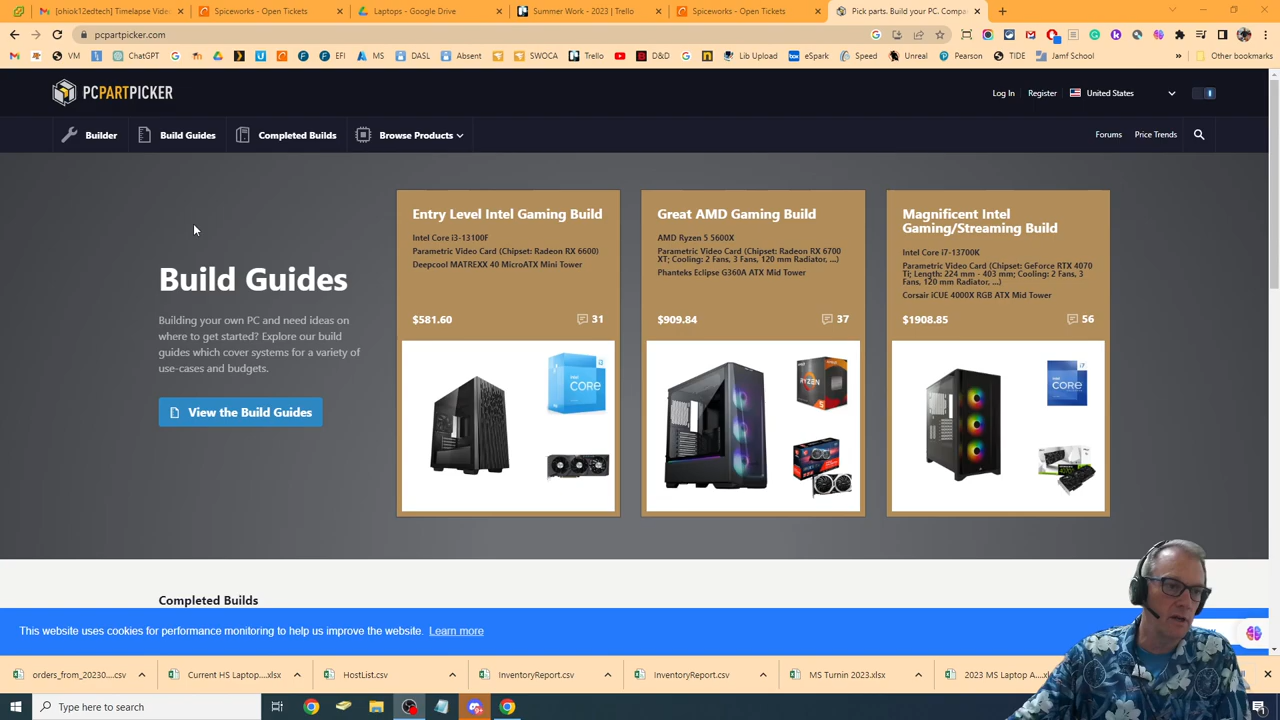 [ohiok12edtech] Timelapse Vide
Spiceworks - Open Tickets
Laptops - Google Drive
Summer Work - 2023 | Trello
Spiceworks - Open Tickets
Pick parts. Build your PC. Compa
pcpartpicker.com
VM
ChatGPT
EFI
MS
DASL
Absent
SWOCA
Trello
D&D
Lib Upload
eSpark
Speed
Unreal
Pearson
TIDE
Jamf School
»
Other bookmarks
PCPARTPICKER
Log In
Register
United States
Builder
Build Guides
Completed Builds
Browse Products
Forums
Price Trends
Build Guides
Building your own PC and need ideas on
where to get started? Explore our build
guides which cover systems for a variety of
use-cases and budgets.
View the Build Guides
Entry Level Intel Gaming Build
Intel Core i3-13100F
Parametric Video Card (Chipset: Radeon RX 6600)
Deepcool MATREXX 40 MicroATX Mini Tower
$581.60
31
CORE
i3
Great AMD Gaming Build
AMD Ryzen 5 5600X
Parametric Video Card (Chipset: Radeon RX 6700
XT; Cooling: 2 Fans, 3 Fans, 120 mm Radiator, ...)
Phanteks Eclipse G360A ATX Mid Tower
$909.84
37
RYZEN
5
Magnificent Intel
Gaming/Streaming Build
Intel Core i7-13700K
Parametric Video Card (Chipset: GeForce RTX 4070
Ti; Length: 224 mm - 403 mm; Cooling: 2 Fans, 3
Fans, 120 mm Radiator, ...)
Corsair iCUE 4000X RGB ATX Mid Tower
$1908.85
56
CORE
i7
Completed Builds
This website uses cookies for performance monitoring to help us improve the website. Learn more
orders_from_20230....csv
Current HS Laptop....xlsx
HostList.csv
InventoryReport.csv
InventoryReport.csv
MS Turnin 2023.xlsx
2023 MS Laptop A....xlsx
Type here to search